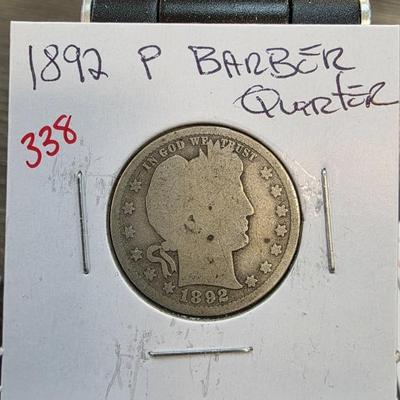 1892 P BARBER
QUARTER
338
IN GOD WE TRUST
1892